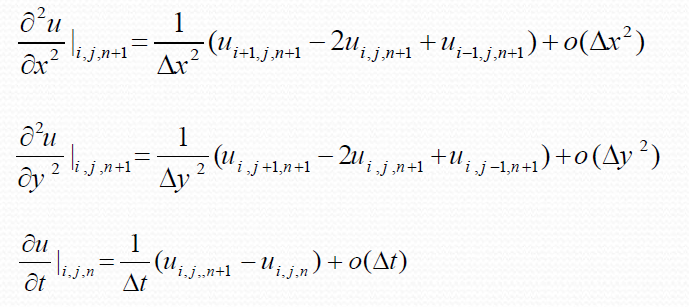 ∂²u/∂x² |i,j,n+1 = 1/Δx² (ui+1,j,n+1 − 2ui,j,n+1 + ui−1,j,n+1) + o(Δx²)
∂²u/∂y² |i,j,n+1 = 1/Δy² (ui,j+1,n+1 − 2ui,j,n+1 + ui,j−1,n+1) + o(Δy²)
∂u/∂t |i,j,n = 1/Δt (ui,j,,n+1 − ui,j,n) + o(Δt)